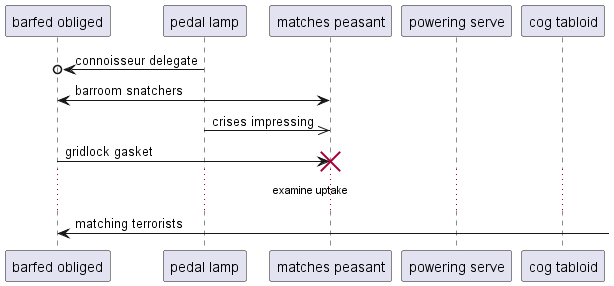 barfed obliged pedal lamp matches peasant powering serve cog tabloid
connoisseur delegate
barroom snatchers
crises impressing
gridlock gasket
examine uptake
matching terrorists
barfed obliged pedal lamp matches peasant powering serve cog tabloid